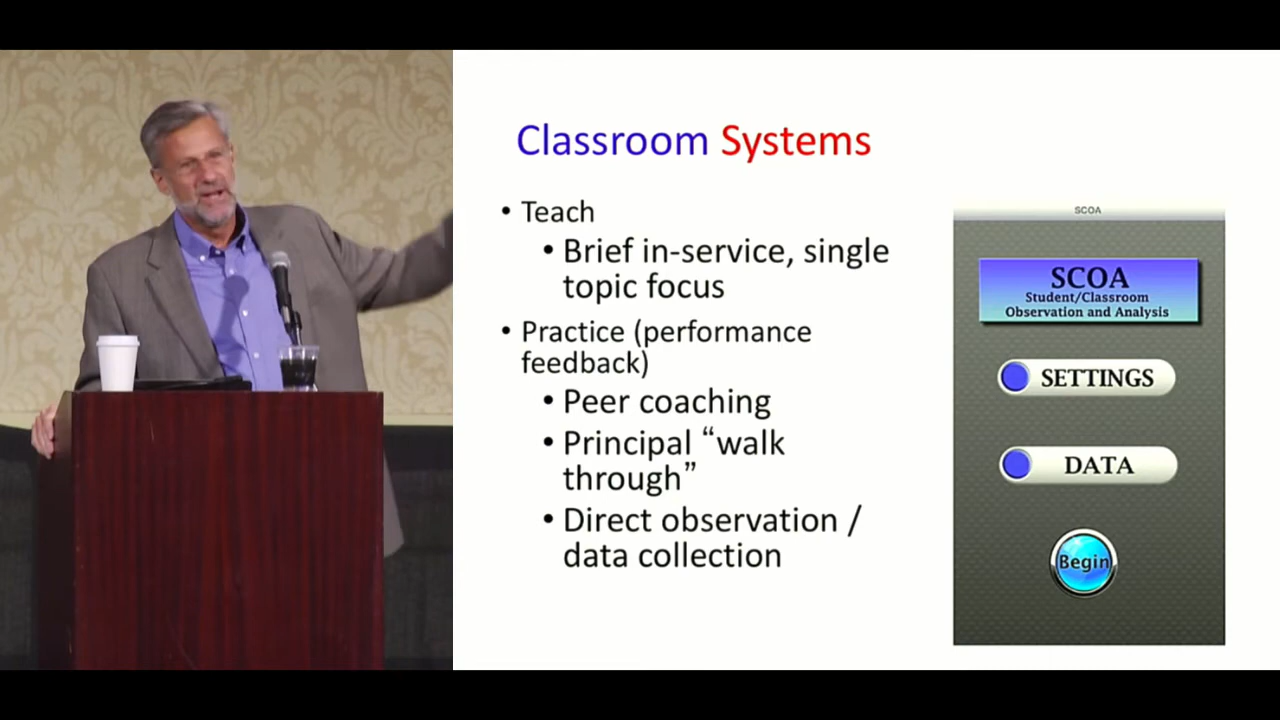 Classroom Systems
• Teach
• Brief in-service, single
topic focus
• Practice (performance
feedback)
• Peer coaching
• Principal “walk
through”
• Direct observation /
data collection
SCOA
SCOA
Student/Classroom
Observation and Analysis
SETTINGS
DATA
Begin